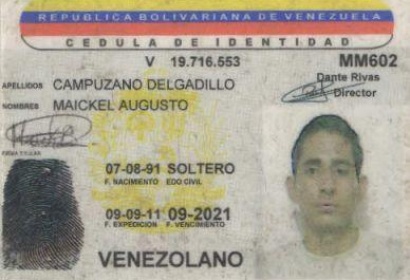 REPUBLICA BOLIVARIANA DE VENEZUELA
CEDULA DE IDENTIDAD
V 19.716.553 MM602
Dante Rivas
Director
APELLIDOS CAMPUZANO DELGADILLO
NOMBRES MAICKEL AUGUSTO
FIRMA TITULAR
07-08-91 SOLTERO
F. NACIMIENTO EDO CIVIL
09-09-11 09-2021
F. EXPEDICION F. VENCIMIENTO
VENEZOLANO